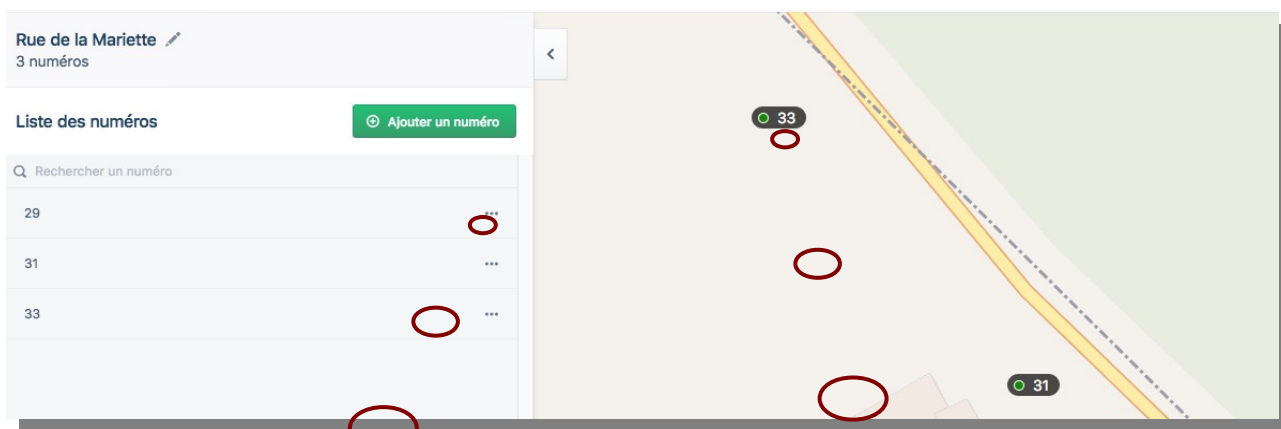 Rue de la Mariette
3 numéros
Liste des numéros
Ajouter un numéro
Rechercher un numéro
29
31
33
33
31